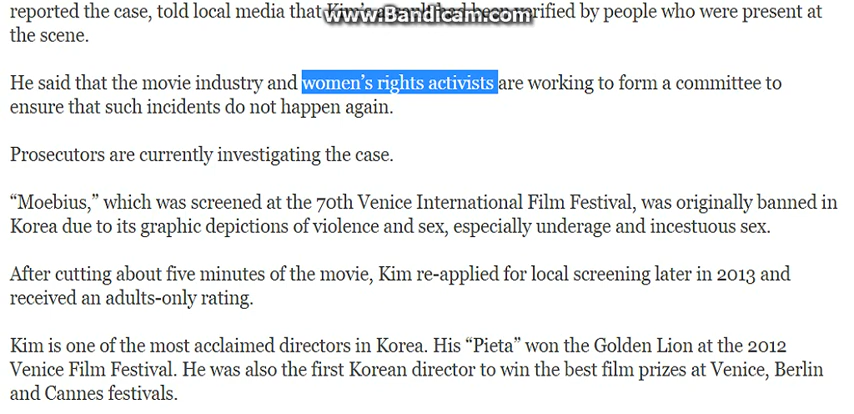 reported the case, told local media that Kim's been verified by people who were present at
www.Bandicam.com
the scene.
He said that the movie industry and women's rights activists are working to form a committee to
ensure that such incidents do not happen again.
Prosecutors are currently investigating the case.
“Moebius,” which was screened at the 70th Venice International Film Festival, was originally banned in
Korea due to its graphic depictions of violence and sex, especially underage and incestuous sex.
After cutting about five minutes of the movie, Kim re-applied for local screening later in 2013 and
received an adults-only rating.
Kim is one of the most acclaimed directors in Korea. His “Pieta” won the Golden Lion at the 2012
Venice Film Festival. He was also the first Korean director to win the best film prizes at Venice, Berlin
and Cannes festivals.